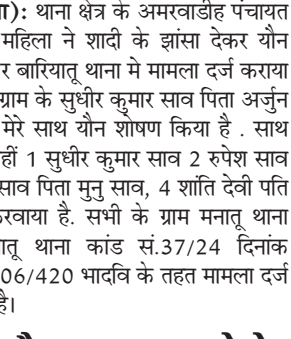 ा): थाना क्षेत्र के अमरवाडीह पंचायत
महिला ने शादी के झांसा देकर यौन
र बारियातू थाना मे मामला दर्ज कराया
ग्राम के सुधीर कुमार साव पिता अर्जुन
मेरे साथ यौन शोषण किया है . साथ
हीं 1 सुधीर कुमार साव 2 रुपेश साव
साव पिता मुनु साव, 4 शांति देवी पति
रवाया है. सभी के ग्राम मनातू थाना
ातू थाना कांड सं.37/24 दिनांक
06/420 भादवि के तहत मामला दर्ज
है।